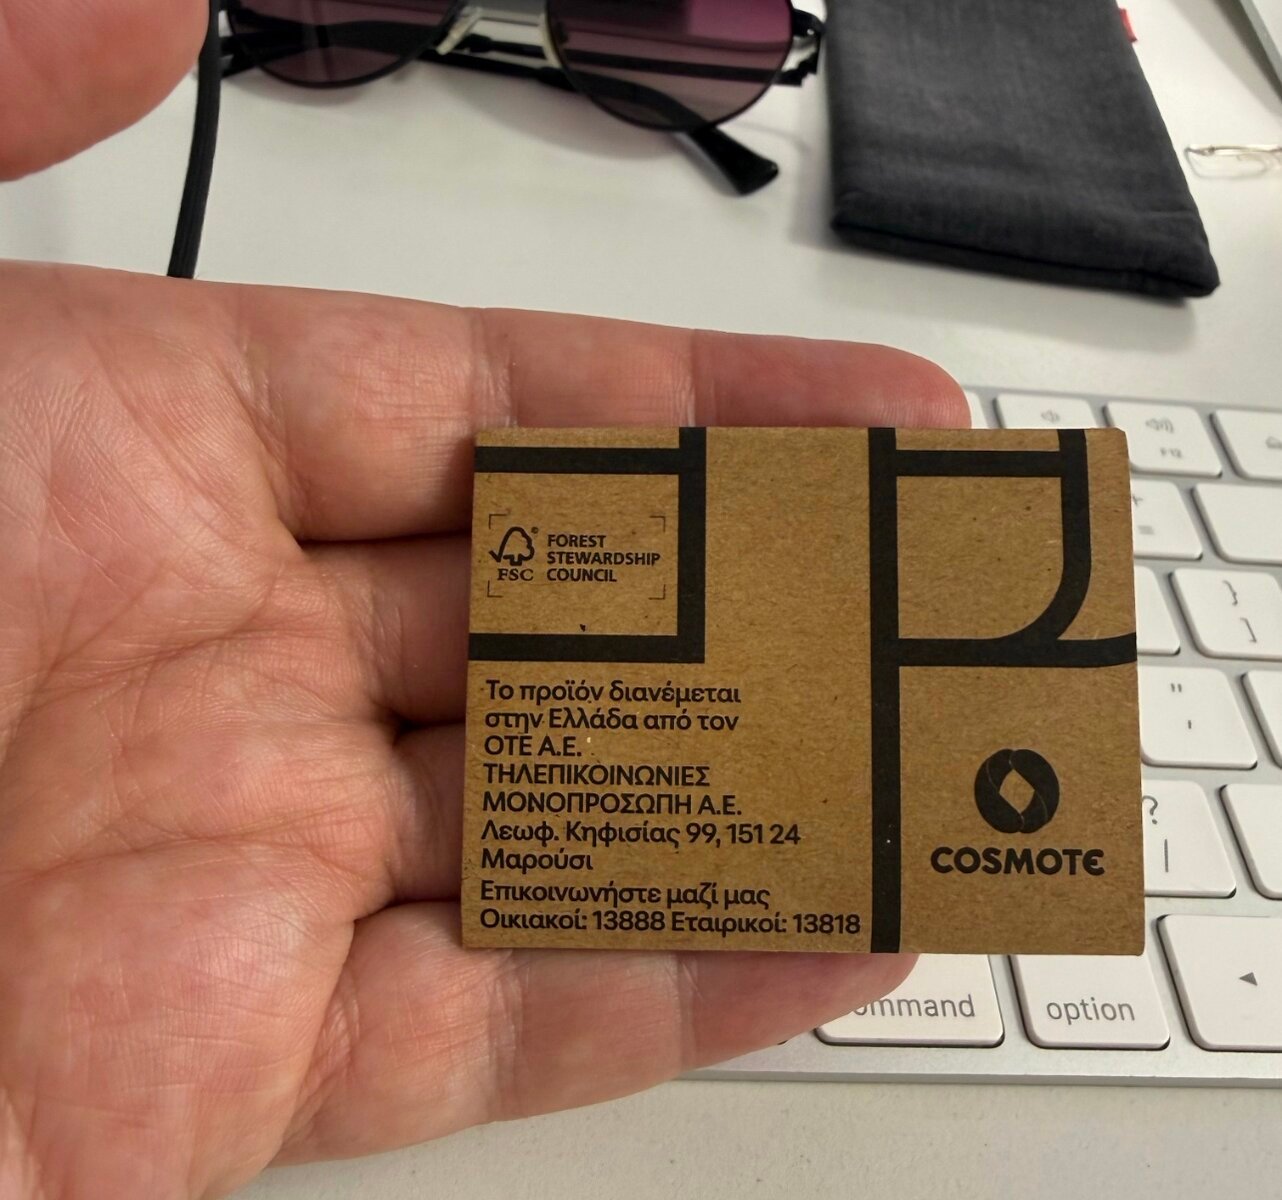 FOREST
STEWARDSHIP
COUNCIL
FSC
®
Το προϊόν διανέμεται
στην Ελλάδα από τον
ΟΤΕ Α.Ε.
ΤΗΛΕΠΙΚΟΙΝΩΝΙΕΣ
ΜΟΝΟΠΡΟΣΩΠΗ Α.Ε.
Λεωφ. Κηφισίας 99, 151 24
Μαρούσι
Επικοινωνήστε μαζί μας
Οικιακοί: 13888 Εταιρικοί: 13818
COSMOTE
F12
+
=
}
]
"
'
?
command
option